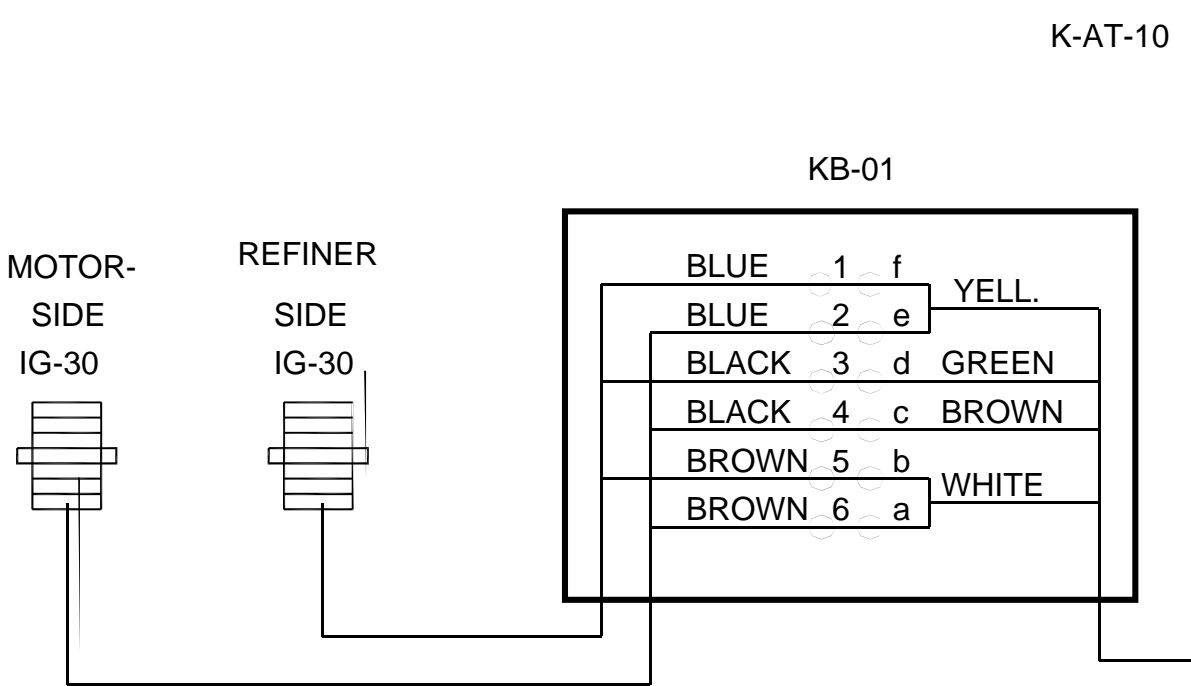 K-AT-10
KB-01
MOTOR-
SIDE
IG-30
REFINER
SIDE
IG-30
BLUE 1 f
YELL.
BLUE 2 e
BLACK 3 d GREEN
BLACK 4 c BROWN
BROWN 5 b
WHITE
BROWN 6 a